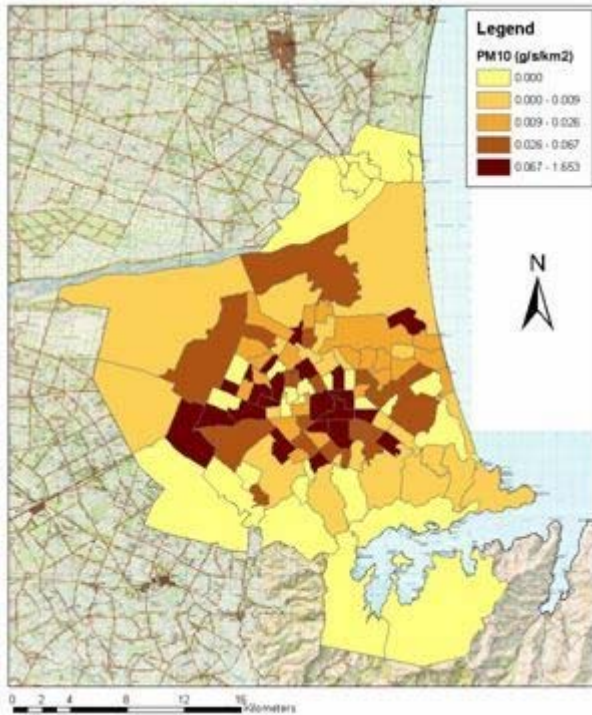 Legend
PM10 (g/s/km2)
0.000
0.000 - 0.009
0.009 - 0.026
0.026 - 0.067
0.067 - 1.653
N
0 2 4 8 12 16
Kilometers